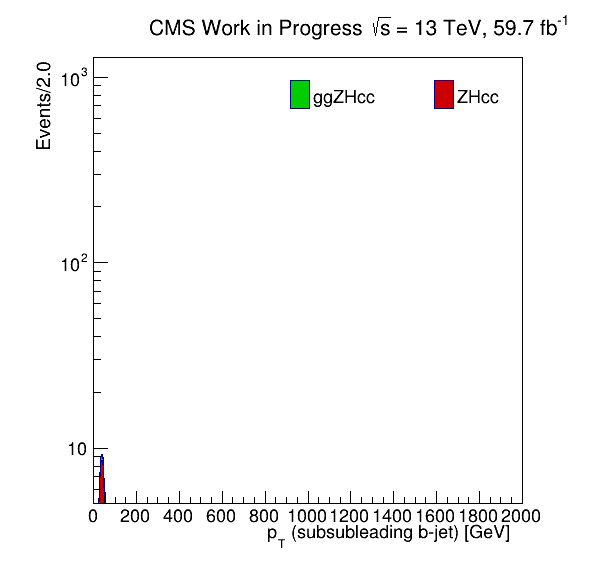 CMS Work in Progress √s = 13 TeV, 59.7 fb⁻¹
Events/2.0
10³
10²
10
ggZHcc ZHcc
0 200 400 600 800 1000 1200 1400 1600 1800 2000
p_T (subsubleading b-jet) [GeV]